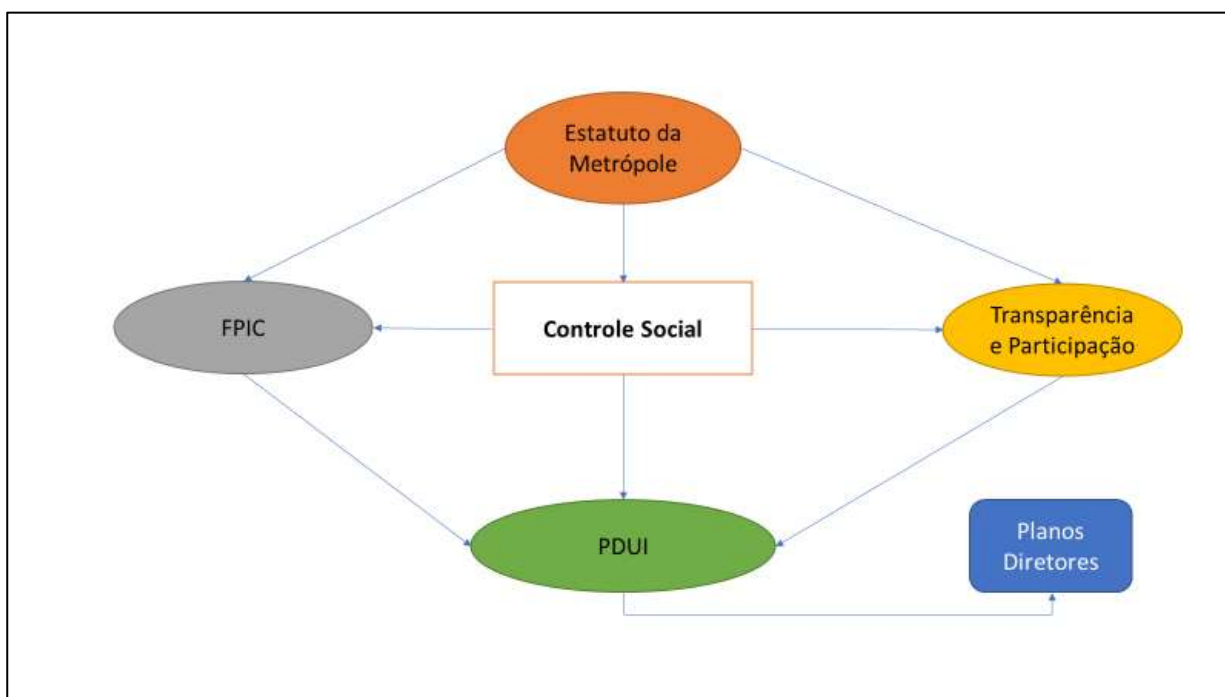 Estatuto da
Metrópole
FPIC
Controle Social
Transparência
e Participação
PDUI
Planos
Diretores